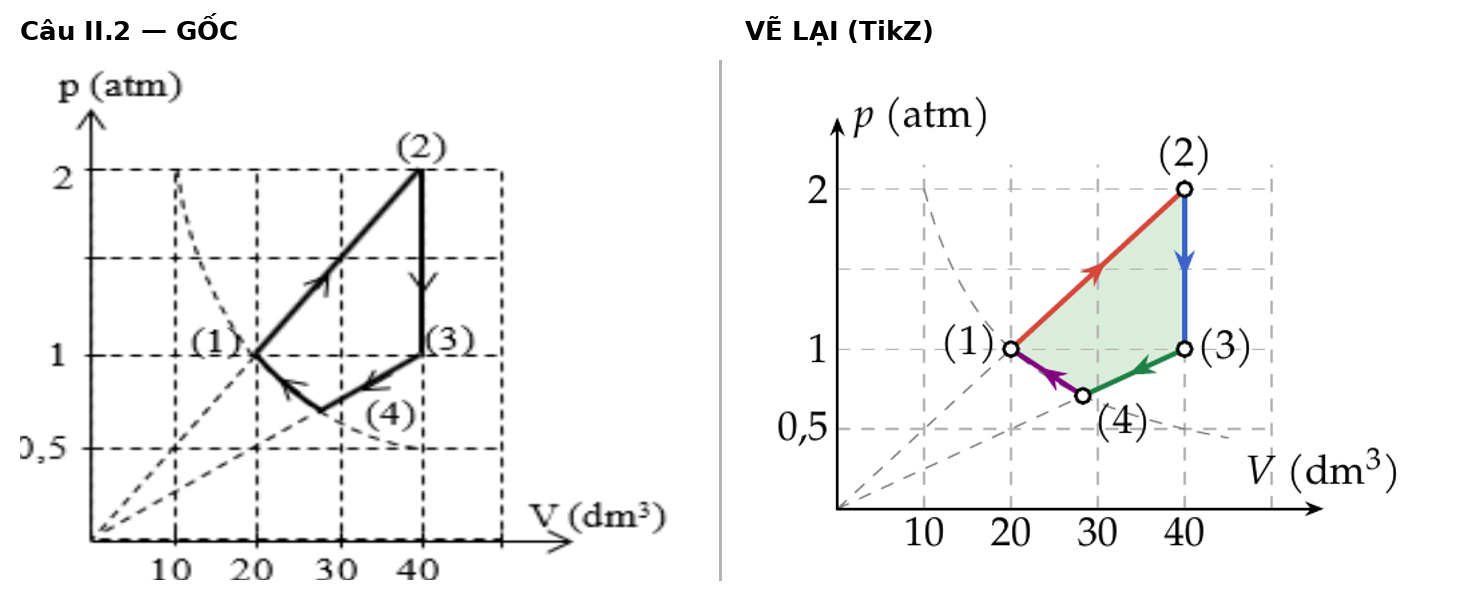 Câu II.2 — GỐC
p (atm)
(2)
2
(1)
(3)
1
(4)
0,5
V (dm³)
10 20 30 40
VẼ LẠI (TikZ)
p (atm)
(2)
2
(1)
(3)
1
(4)
0,5
V (dm³)
10 20 30 40